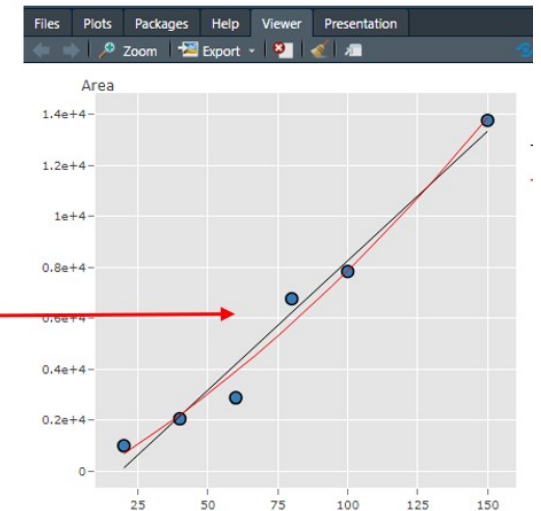 Files Plots Packages Help Viewer Presentation
Zoom Export
Area
1.4e+4
1.2e+4
1e+4
0.8e+4
0.6e+4
0.4e+4
0.2e+4
0
25 50 75 100 125 150